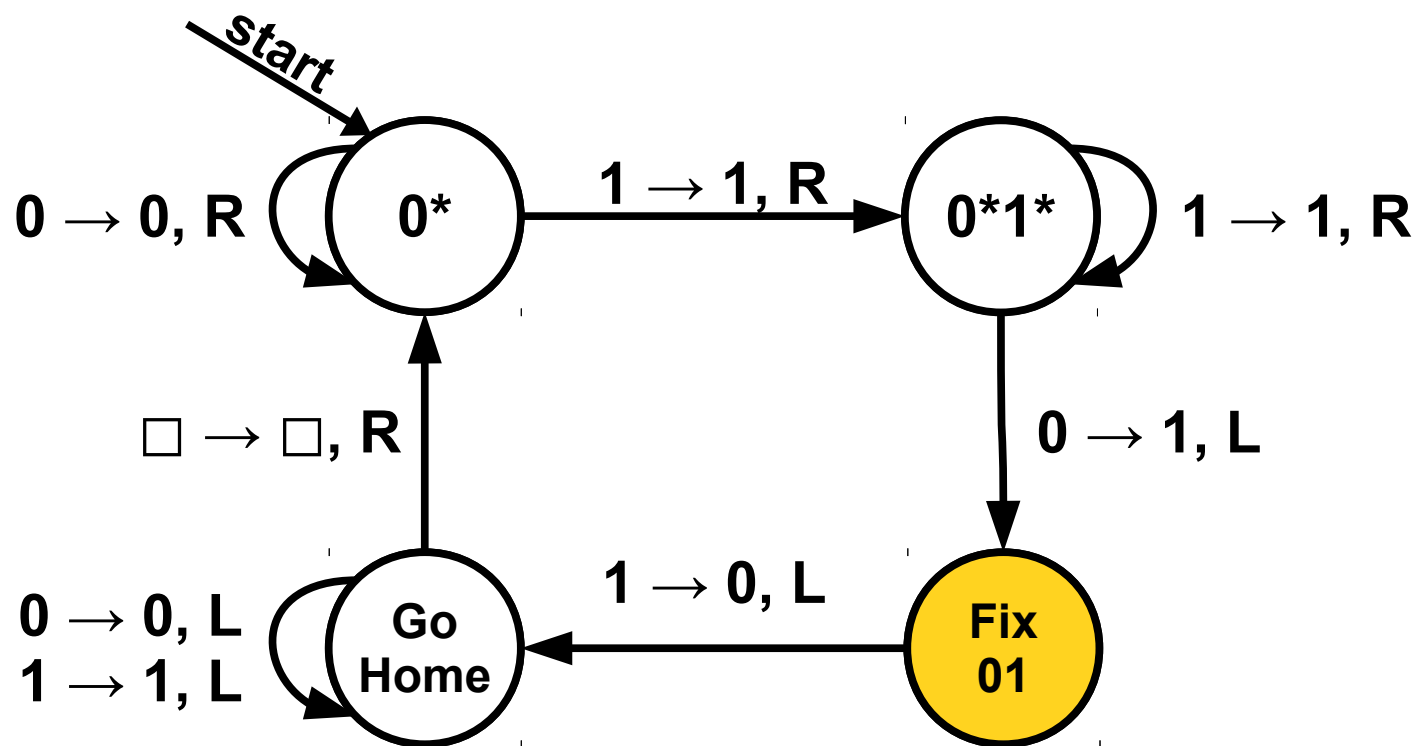 start
0 → 0, R
0*
1 → 1, R
0*1*
1 → 1, R
□ → □, R
0 → 1, L
0 → 0, L
1 → 1, L
Go
Home
1 → 0, L
Fix
01